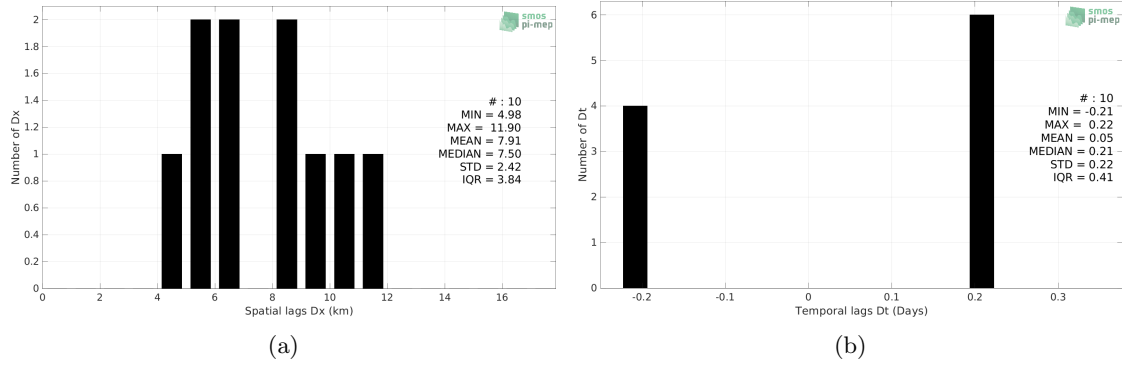 2
1.8
1.6
1.4
1.2
1
0.8
0.6
0.4
0.2
0
Number of Dx
smos
pi-mep
# : 10
MIN = 4.98
MAX = 11.90
MEAN = 7.91
MEDIAN = 7.50
STD = 2.42
IQR = 3.84
0 2 4 6 8 10 12 14 16
Spatial lags Dx (km)
(a)
6
5
4
3
2
1
0
Number of Dt
smos
pi-mep
# : 10
MIN = -0.21
MAX = 0.22
MEAN = 0.05
MEDIAN = 0.21
STD = 0.22
IQR = 0.41
-0.2 -0.1 0 0.1 0.2 0.3
Temporal lags Dt (Days)
(b)